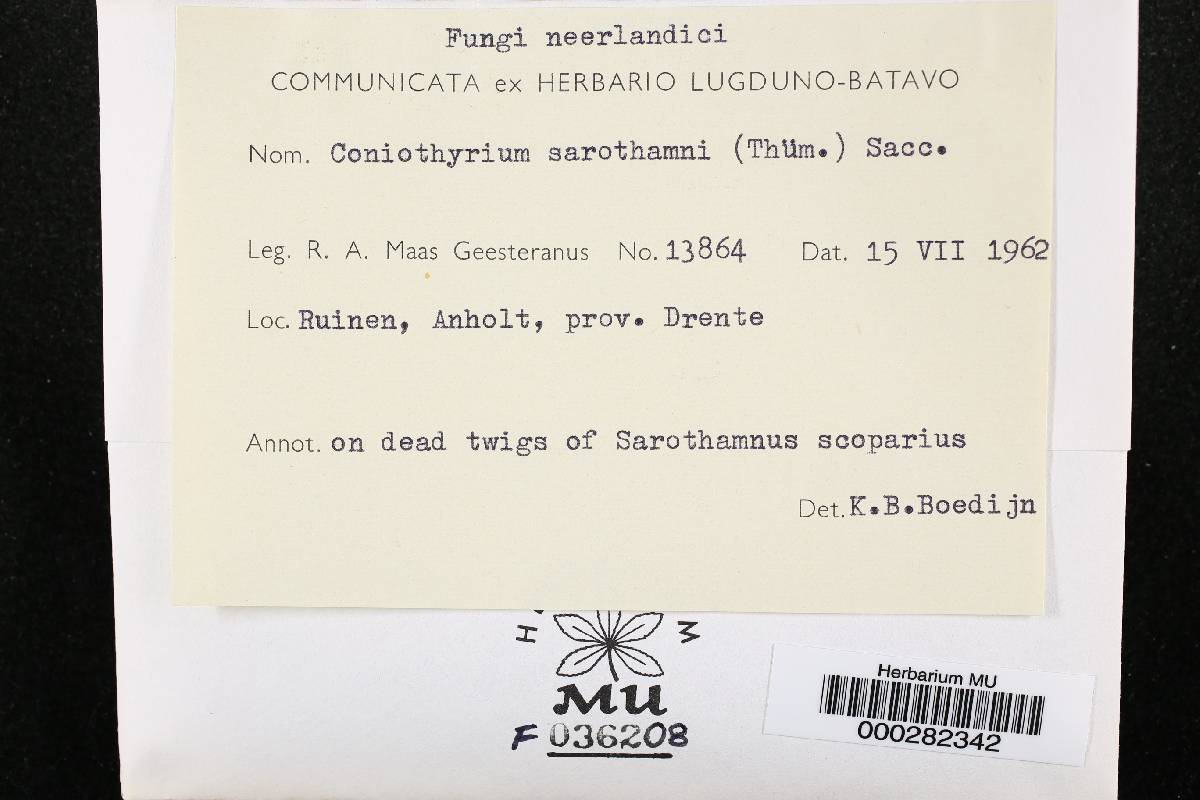 Fungi neerlandici
COMMUNICATA ex HERBARIO LUGDUNO-BATAVO
Nom. Coniothyrium sarothamni (Thüm.) Sacc.
Leg. R. A. Maas Geesteranus No. 13864 Dat. 15 VII 1962
Loc. Ruinen, Anholt, prov. Drente
Annot. on dead twigs of Sarothamnus scoparius
Det. K.B.Boedijn
H M
MU
F 036208
Herbarium MU
000282342